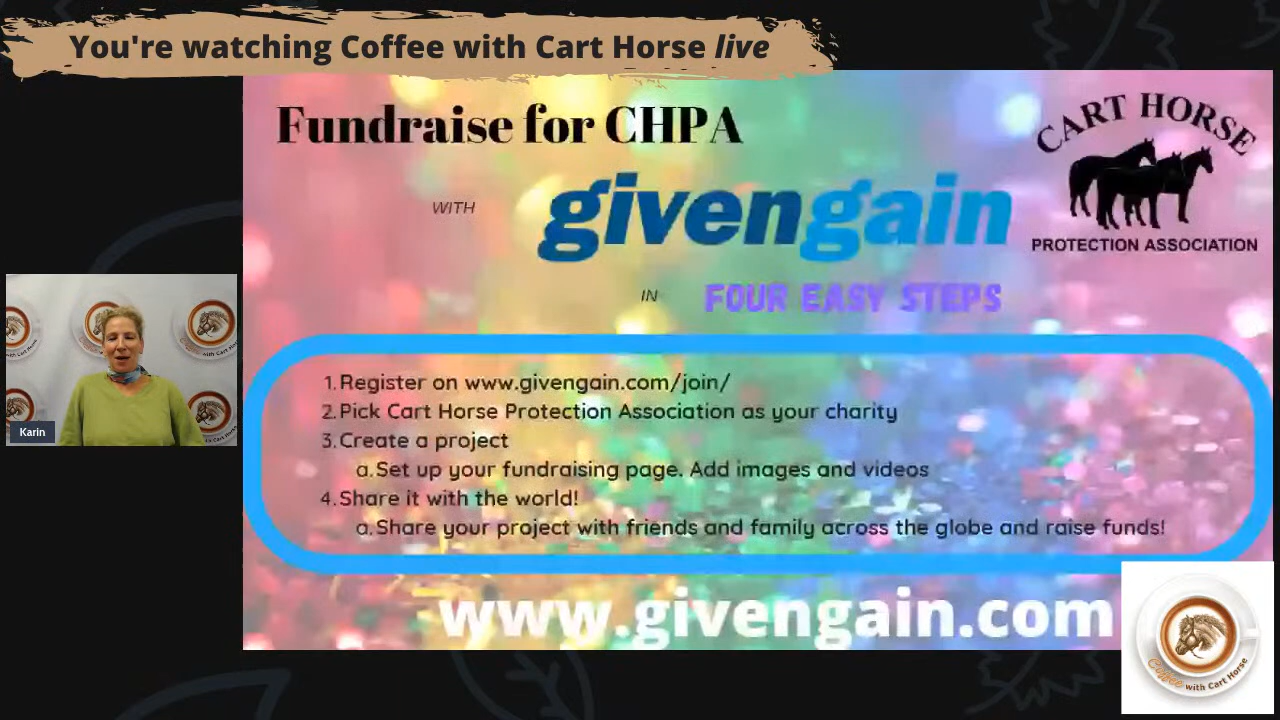 You're watching Coffee with Cart Horse live
Fundraise for CHPA
CART HORSE
PROTECTION ASSOCIATION
WITH
givengain
IN
FOUR EASY STEPS
1. Register on www.givengain.com/join/
2. Pick Cart Horse Protection Association as your charity
3. Create a project
a. Set up your fundraising page. Add images and videos
4. Share it with the world!
a. Share your project with friends and family across the globe and raise funds!
www.givengain.com
Karin
Coffee with Cart Horse